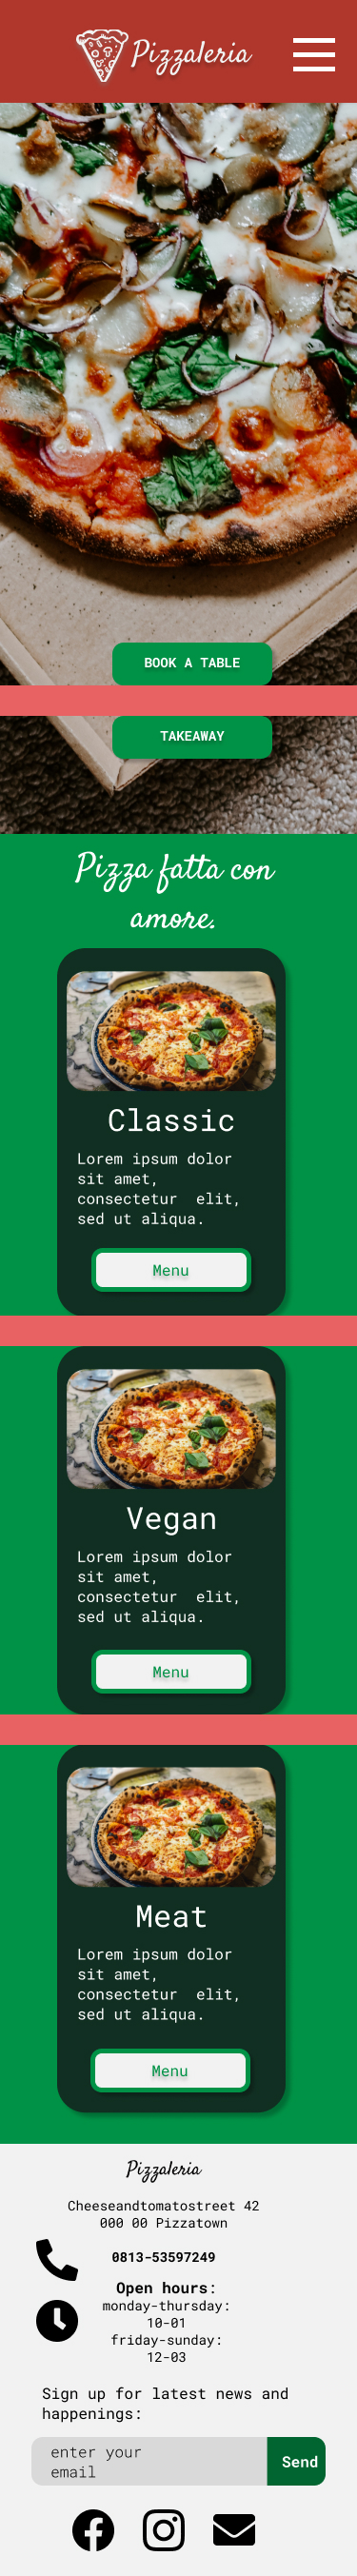 Pizzaleria
BOOK A TABLE
TAKEAWAY
Pizza fatta con
amore.
Classic
Lorem ipsum dolor
sit amet,
consectetur  elit,
sed ut aliqua.
Menu
Vegan
Lorem ipsum dolor
sit amet,
consectetur  elit,
sed ut aliqua.
Menu
Meat
Lorem ipsum dolor
sit amet,
consectetur  elit,
sed ut aliqua.
Menu
Pizzaleria
Cheeseandtomatostreet 42
000 00 Pizzatown
0813-53597249
Open hours:
monday-thursday:
10-01
friday-sunday:
12-03
Sign up for latest news and
happenings:
enter your
email
Send